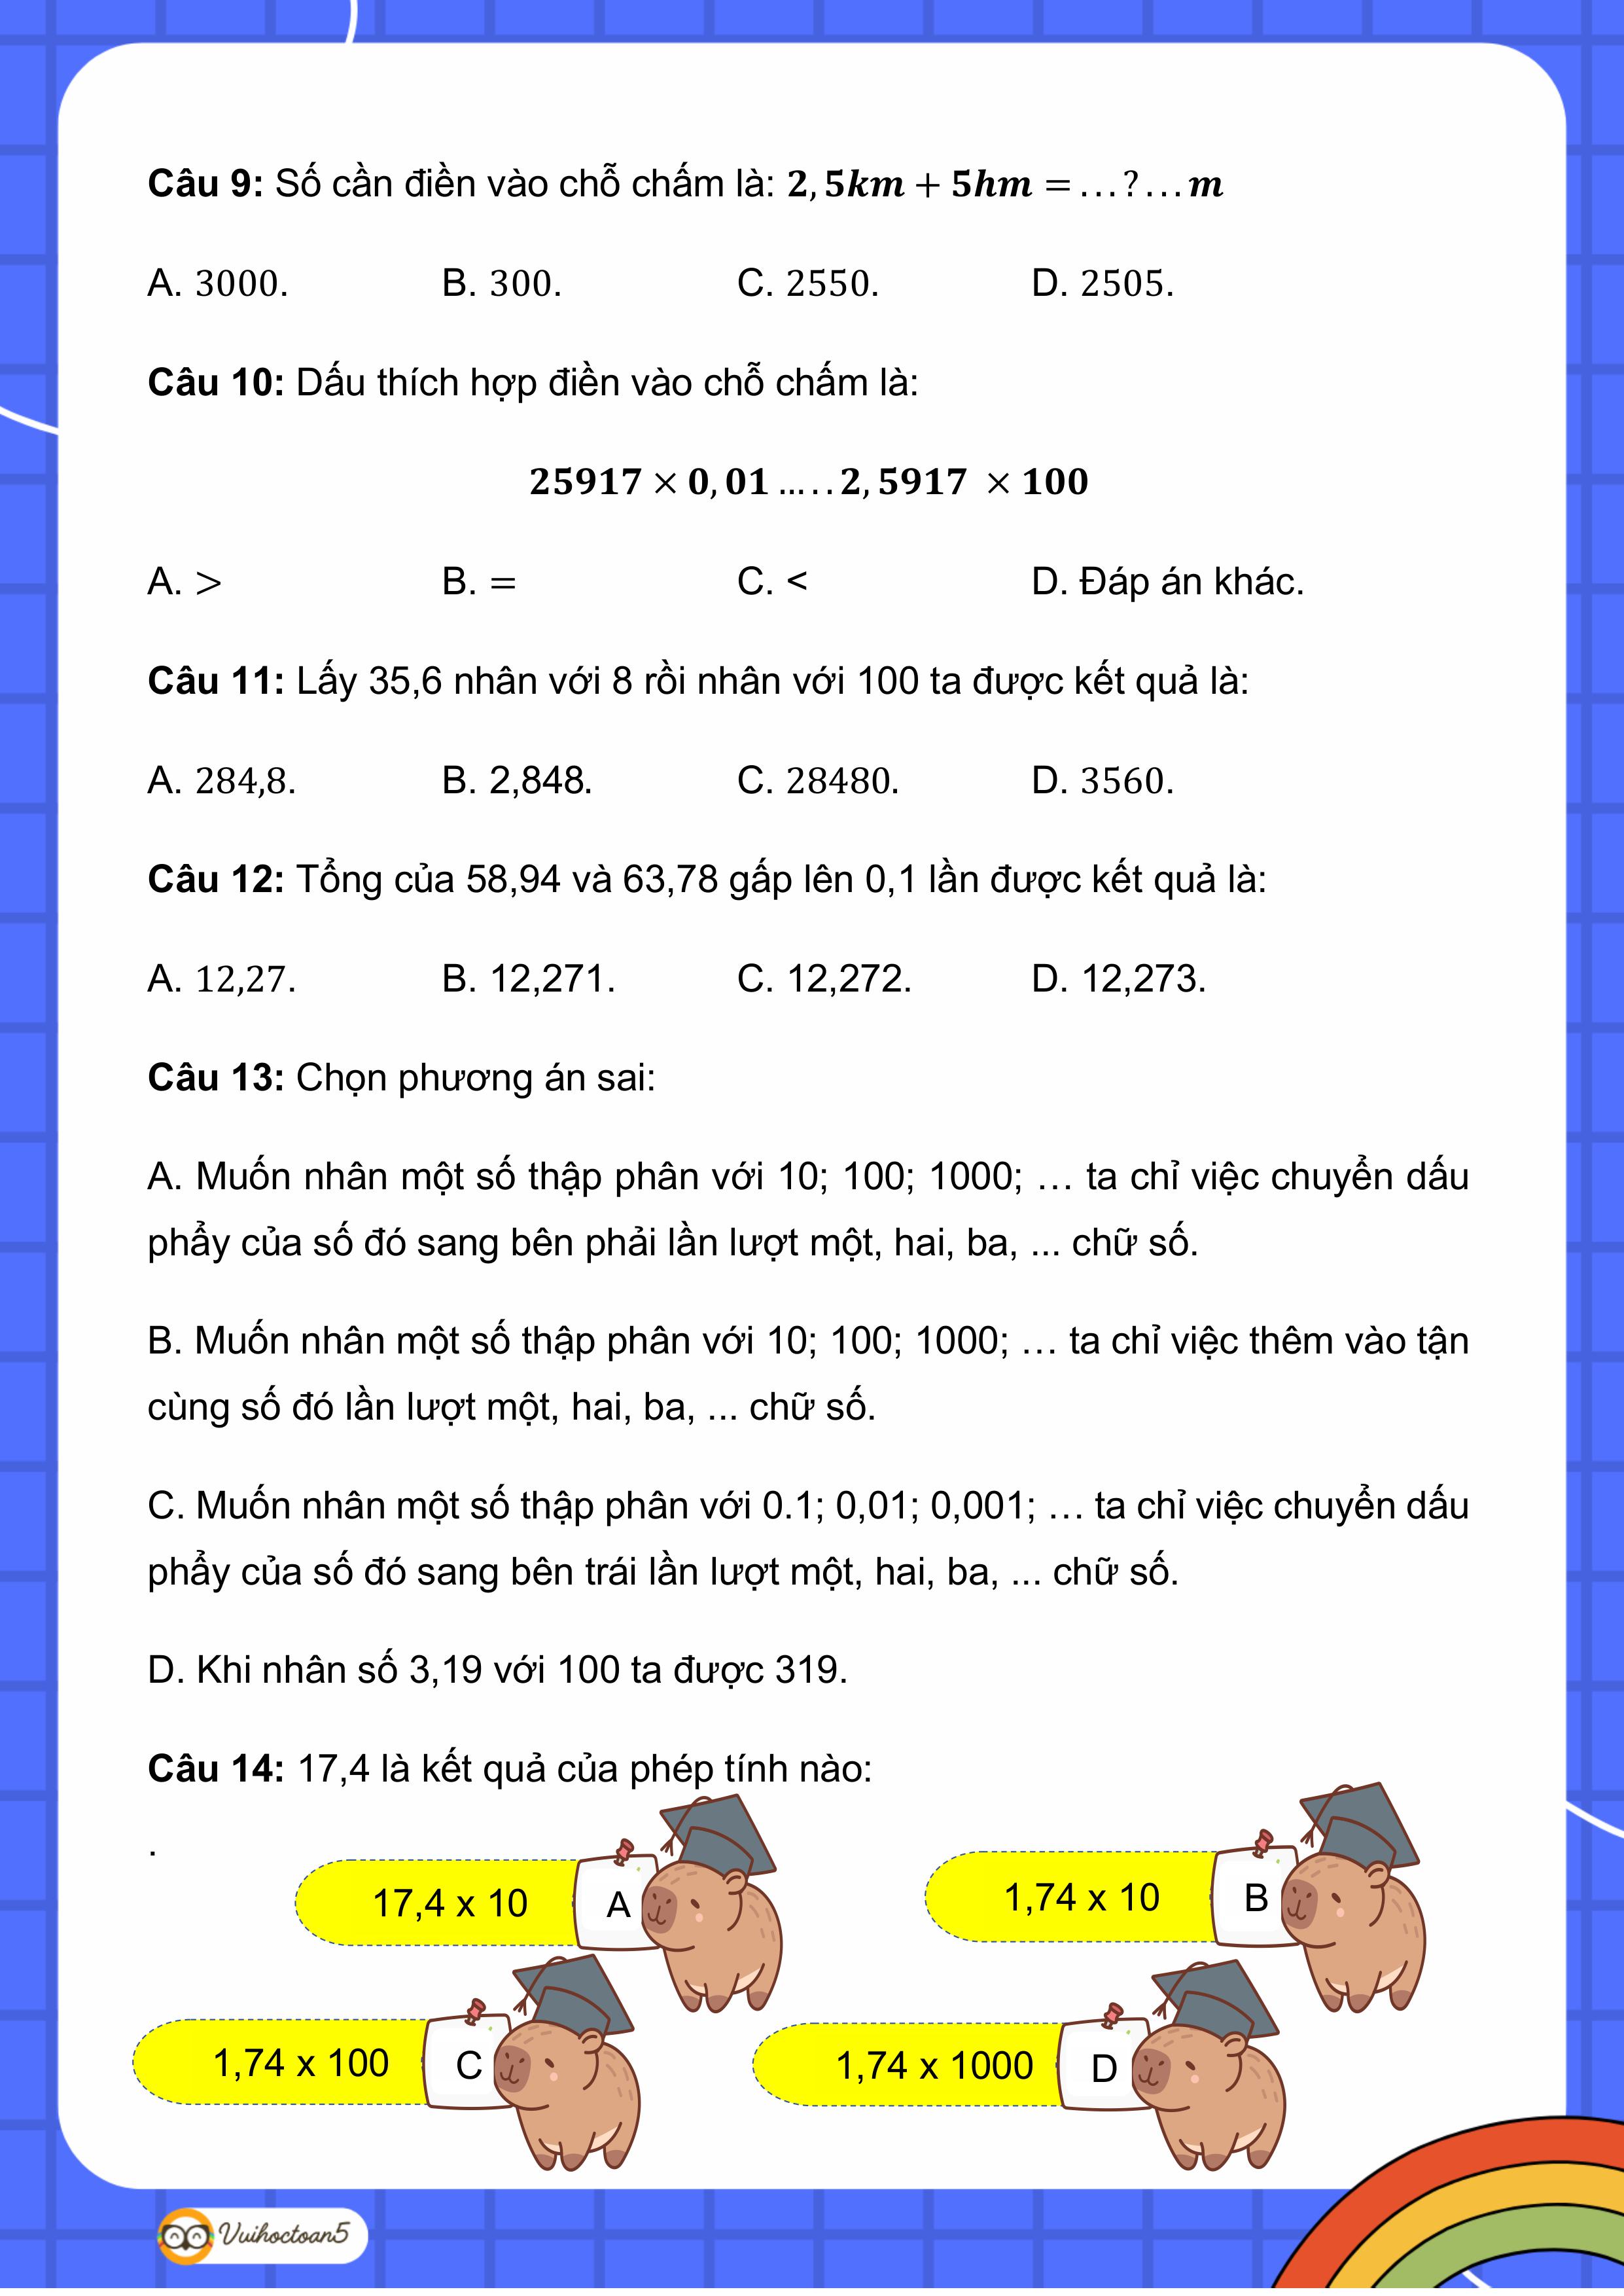 Câu 9: Số cần điền vào chỗ chấm là: 2,5km + 5hm = ...?...m
A. 3000. B. 300. C. 2550. D. 2505.
Câu 10: Dấu thích hợp điền vào chỗ chấm là:
25917 × 0,01 ..... 2,5917 × 100
A. > B. = C. < D. Đáp án khác.
Câu 11: Lấy 35,6 nhân với 8 rồi nhân với 100 ta được kết quả là:
A. 284,8. B. 2,848. C. 28480. D. 3560.
Câu 12: Tổng của 58,94 và 63,78 gấp lên 0,1 lần được kết quả là:
A. 12,27. B. 12,271. C. 12,272. D. 12,273.
Câu 13: Chọn phương án sai:
A. Muốn nhân một số thập phân với 10; 100; 1000; … ta chỉ việc chuyển dấu
phẩy của số đó sang bên phải lần lượt một, hai, ba, ... chữ số.
B. Muốn nhân một số thập phân với 10; 100; 1000; … ta chỉ việc thêm vào tận
cùng số đó lần lượt một, hai, ba, ... chữ số.
C. Muốn nhân một số thập phân với 0.1; 0,01; 0,001; … ta chỉ việc chuyển dấu
phẩy của số đó sang bên trái lần lượt một, hai, ba, ... chữ số.
D. Khi nhân số 3,19 với 100 ta được 319.
Câu 14: 17,4 là kết quả của phép tính nào:
.
17,4 x 10 A 1,74 x 10 B
1,74 x 100 C 1,74 x 1000 D
Vuihoctoan5